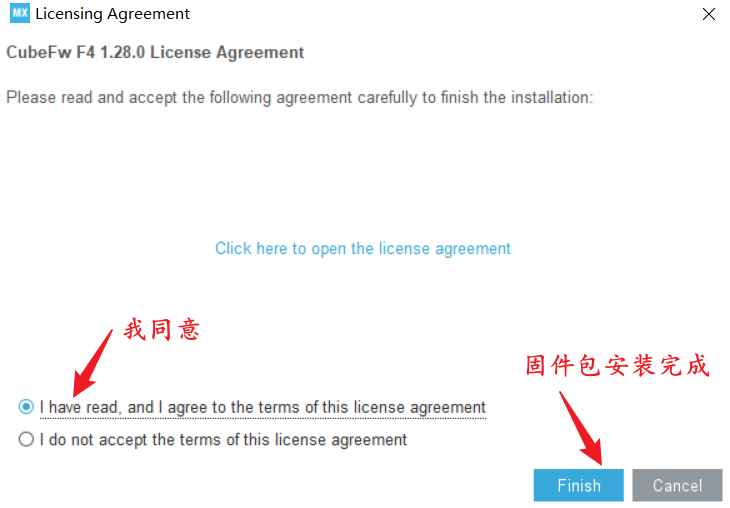 MX Licensing Agreement
CubeFw F4 1.28.0 License Agreement
Please read and accept the following agreement carefully to finish the installation:
Click here to open the license agreement
我同意
固件包安装完成
I have read, and I agree to the terms of this license agreement
I do not accept the terms of this license agreement
Finish Cancel